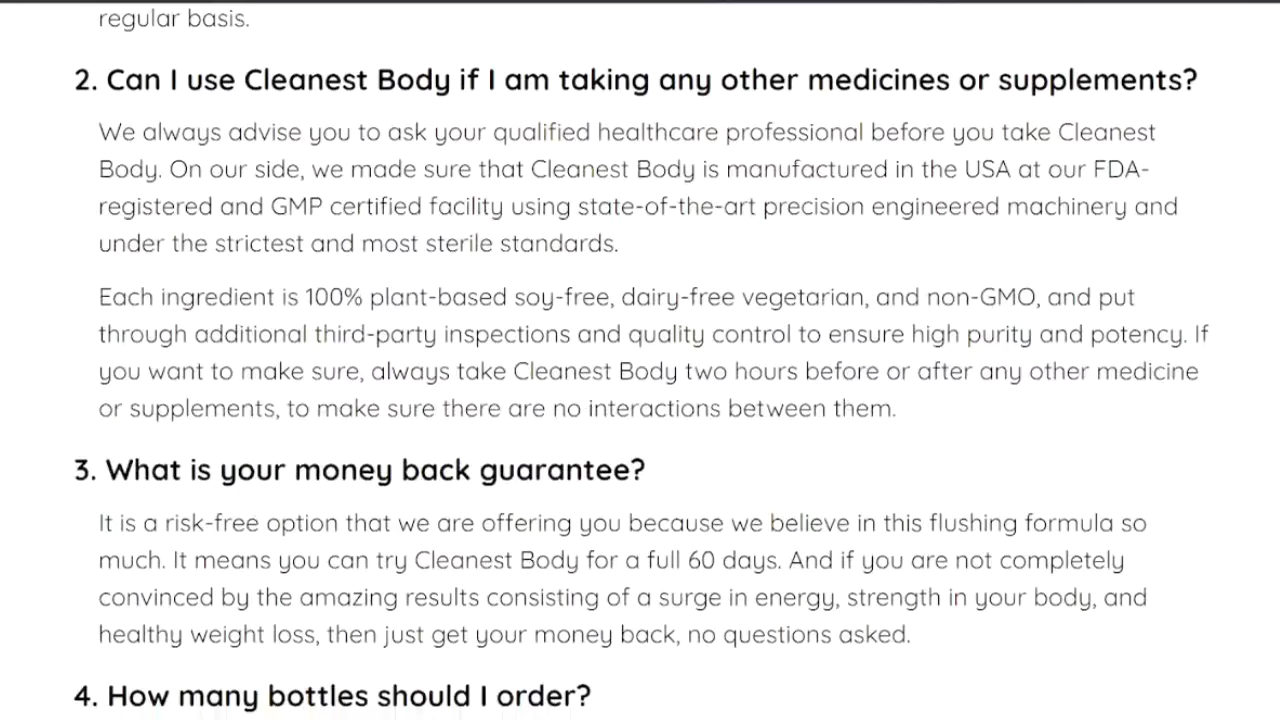 regular basis.
2. Can I use Cleanest Body if I am taking any other medicines or supplements?
We always advise you to ask your qualified healthcare professional before you take Cleanest
Body. On our side, we made sure that Cleanest Body is manufactured in the USA at our FDA-
registered and GMP certified facility using state-of-the-art precision engineered machinery and
under the strictest and most sterile standards.
Each ingredient is 100% plant-based soy-free, dairy-free vegetarian, and non-GMO, and put
through additional third-party inspections and quality control to ensure high purity and potency. If
you want to make sure, always take Cleanest Body two hours before or after any other medicine
or supplements, to make sure there are no interactions between them.
3. What is your money back guarantee?
It is a risk-free option that we are offering you because we believe in this flushing formula so
much. It means you can try Cleanest Body for a full 60 days. And if you are not completely
convinced by the amazing results consisting of a surge in energy, strength in your body, and
healthy weight loss, then just get your money back, no questions asked.
4. How many bottles should I order?